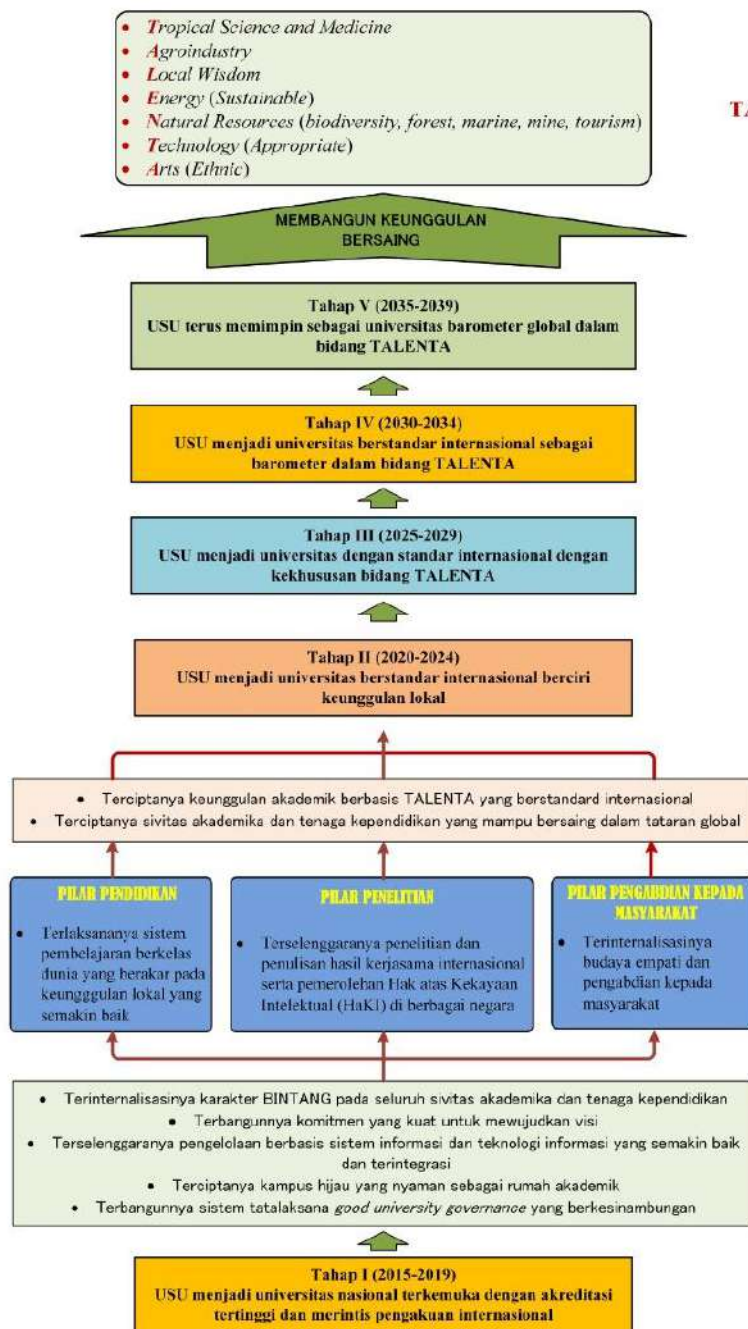 • Tropical Science and Medicine
• Agroindustry
• Local Wisdom
• Energy (Sustainable)
• Natural Resources (biodiversity, forest, marine, mine, tourism)
• Technology (Appropriate)
• Arts (Ethnic)
TA
MEMBANGUN KEUNGGULAN
BERSAING
Tahap V (2035-2039)
USU terus memimpin sebagai universitas barometer global dalam
bidang TALENTA
Tahap IV (2030-2034)
USU menjadi universitas berstandar internasional sebagai
barometer dalam bidang TALENTA
Tahap III (2025-2029)
USU menjadi universitas dengan standar internasional dengan
kekhususan bidang TALENTA
Tahap II (2020-2024)
USU menjadi universitas berstandar internasional berciri
keunggulan lokal
• Terciptanya keunggulan akademik berbasis TALENTA yang berstandard internasional
• Terciptanya sivitas akademika dan tenaga kependidikan yang mampu bersaing dalam tataran global
PILAR PENDIDIKAN
• Terlaksananya sistem
pembelajaran berkelas
dunia yang berakar pada
keungggulan lokal yang
semakin baik
PILAR PENELITIAN
• Terselenggaranya penelitian dan
penulisan hasil kerjasama internasional
serta pemerolehan Hak atas Kekayaan
Intelektual (HaKI) di berbagai negara
PILAR PENGABDIAN KEPADA
MASYARAKAT
• Terinternalisasinya
budaya empati dan
pengabdian kepada
masyarakat
• Terinternalisasinya karakter BINTANG pada seluruh sivitas akademika dan tenaga kependidikan
• Terbangunnya komitmen yang kuat untuk mewujudkan visi
• Terselenggaranya pengelolaan berbasis sistem informasi dan teknologi informasi yang semakin baik
dan terintegrasi
• Terciptanya kampus hijau yang nyaman sebagai rumah akademik
• Terbangunnya sistem tatalaksana good university governance yang berkesinambungan
Tahap I (2015-2019)
USU menjadi universitas nasional terkemuka dengan akreditasi
tertinggi dan merintis pengakuan internasional